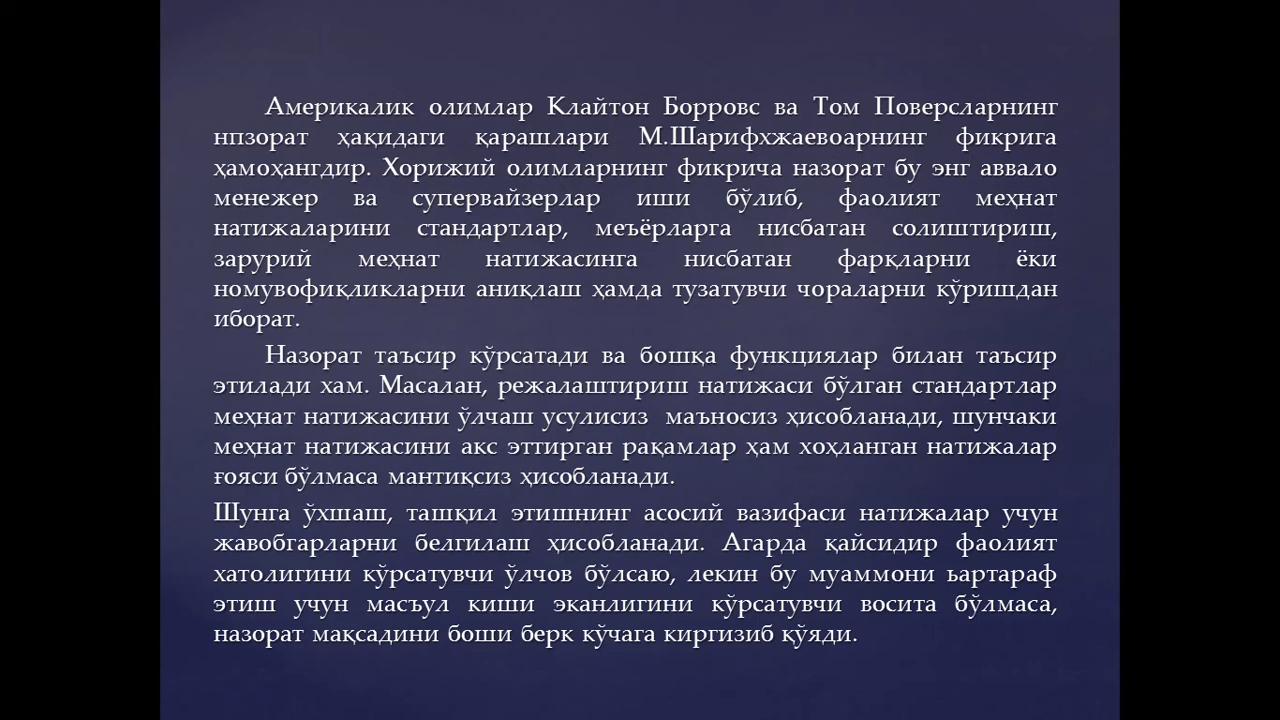 Америкалик олимлар Клайтон Борровс ва Том Поверсларнинг
нпзорат ҳақидаги қарашлари М.Шарифхжаевоарнинг фикрига
ҳамоҳангдир. Хорижий олимларнинг фикрича назорат бу энг аввало
менежер ва супервайзерлар иши бўлиб, фаолият меҳнат
натижаларини стандартлар, меъёрларга нисбатан солиштириш,
зарурий меҳнат натижасинга нисбатан фарқларни ёки
номувофиқликларни аниқлаш ҳамда тузатувчи чораларни кўришдан
иборат.
Назорат таъсир кўрсатади ва бошқа функциялар билан таъсир
этилади хам. Масалан, режалаштириш натижаси бўлган стандартлар
меҳнат натижасини ўлчаш усулисиз маъносиз ҳисобланади, шунчаки
меҳнат натижасини акс эттирган рақамлар ҳам хоҳланган натижалар
ғояси бўлмаса мантиқсиз ҳисобланади.
Шунга ўхшаш, ташқил этишнинг асосий вазифаси натижалар учун
жавобгарларни белгилаш ҳисобланади. Агарда қайсидир фаолият
хатолигини кўрсатувчи ўлчов бўлсаю, лекин бу муаммони ьартараф
этиш учун масъул киши эканлигини кўрсатувчи восита бўлмаса,
назорат мақсадини боши берк кўчага киргизиб қўяди.